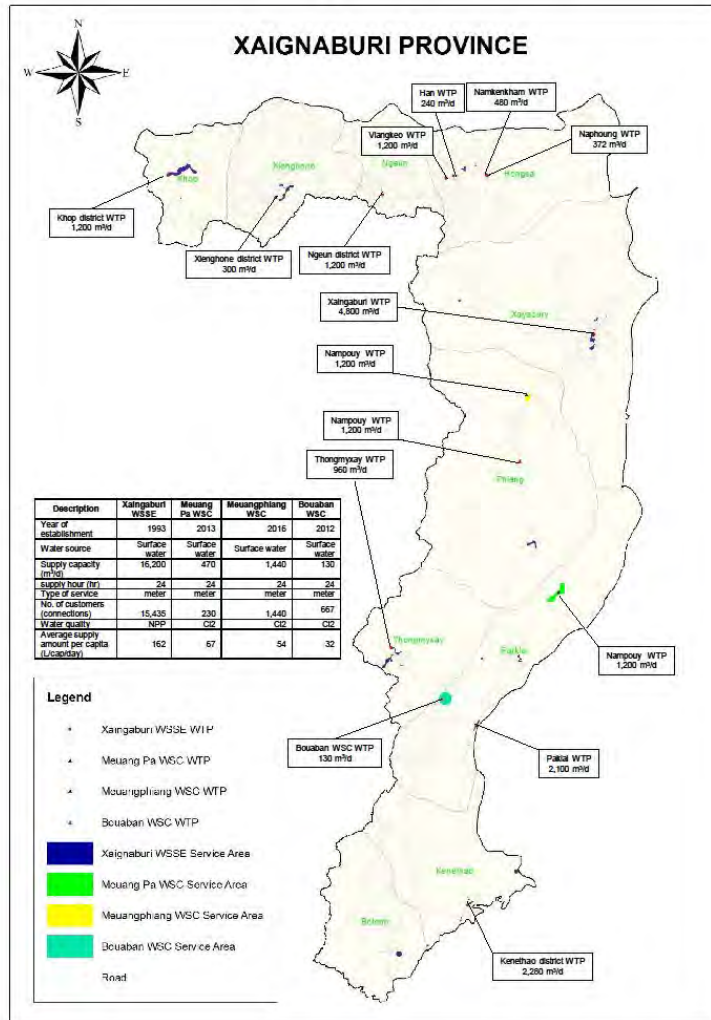 XAIGNABURI PROVINCE
N
W
E
S
Han WTP
240 m³/d
Namkenkham WTP
480 m³/d
Viangkeo WTP
1,200 m³/d
Naphoung WTP
372 m³/d
Khop
Xienghone
Ngeun
Hongsa
Khop district WTP
1,200 m³/d
Xienghone district WTP
300 m³/d
Ngeun district WTP
1,200 m³/d
Xaingaburi WTP
4,800 m³/d
Xayabury
Nampouy WTP
1,200 m³/d
Nampouy WTP
1,200 m³/d
Thongmyxay WTP
960 m³/d
Phiang
Description Xaingaburi WSSE Meuang Pa WSC Meuangphiang WSC Bouaban WSC
Year of establishment 1993 2013 2016 2012
Water source Surface water Surface water Surface water Surface water
Supply capacity (m³/d) 16,200 470 1,440 130
supply hour (hr) 24 24 24 24
Type of service meter meter meter meter
No. of customers (connections) 15,435 230 1,440 667
Water quality NPP Cl2 Cl2 Cl2
Average supply amount per capita (L/cap/day) 162 67 54 32
Thongmyxay
Paklai
Nampouy WTP
1,200 m³/d
Bouaban WSC WTP
130 m³/d
Paklai WTP
2,100 m³/d
Legend
Xaingaburi WSSE WTP
Meuang Pa WSC WTP
Meuangphiang WSC WTP
Bouaban WSC WTP
Xaignaburi WSSE Service Area
Meuang Pa WSC Service Area
Meuangphiang WSC Service Area
Bouaban WSC Service Area
Road
Kenethao
Kenethao district WTP
2,280 m³/d